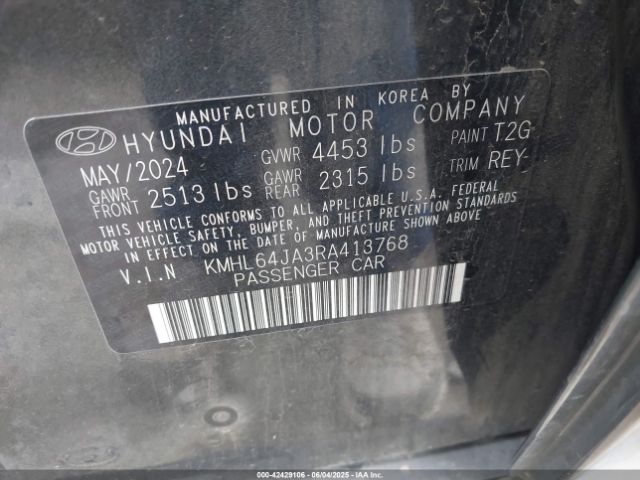 MANUFACTURED IN KOREA BY
HYUNDAI MOTOR COMPANY
MAY/2024 GVWR 4453 lbs PAINT T2G
GAWR FRONT 2513 lbs GAWR REAR 2315 lbs TRIM REY
THIS VEHICLE CONFORMS TO ALL APPLICABLE U.S.A. FEDERAL
MOTOR VEHICLE SAFETY, BUMPER, AND THEFT PREVENTION STANDARDS
IN EFFECT ON THE DATE OF MANUFACTURE SHOWN ABOVE
V.I.N KMHL64JA3RA413768
PASSENGER CAR
000-42429106 06/04/2025 - IAAI.COM